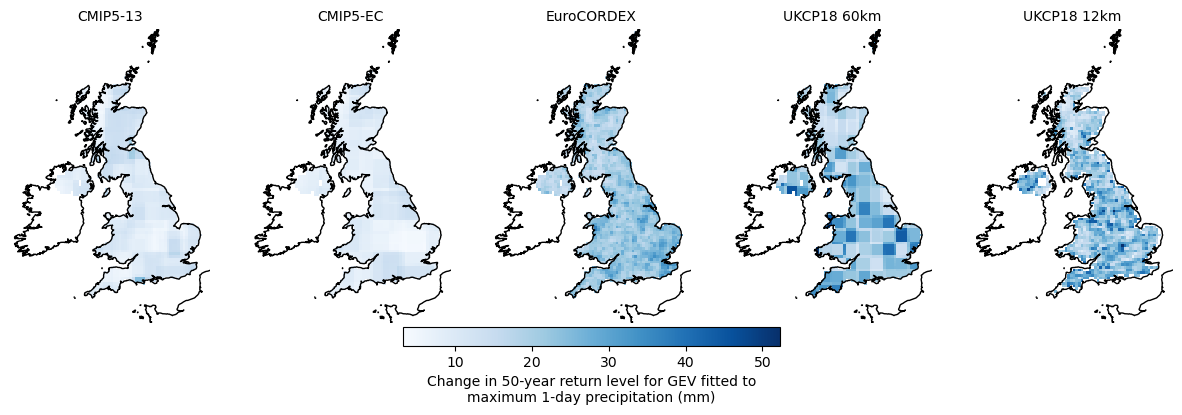 CMIP5-13
CMIP5-EC
EuroCORDEX
UKCP18 60km
UKCP18 12km
10
20
30
40
50
Change in 50-year return level for GEV fitted to
maximum 1-day precipitation (mm)